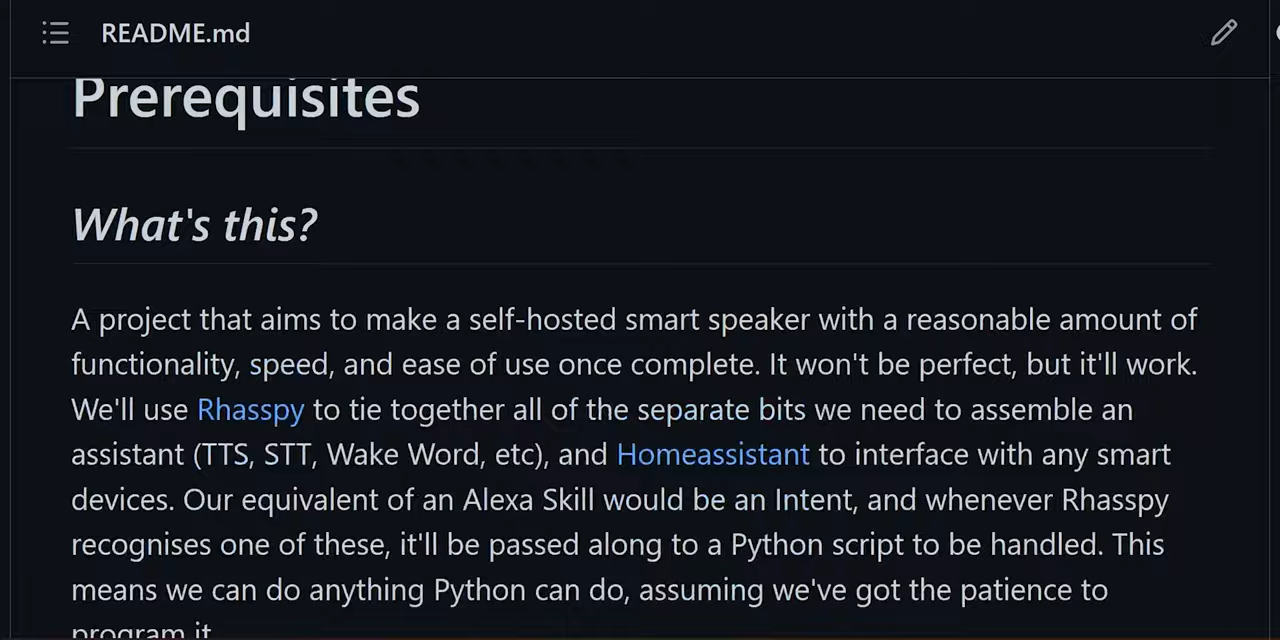 README.md
Prerequisites
What's this?
A project that aims to make a self-hosted smart speaker with a reasonable amount of
functionality, speed, and ease of use once complete. It won't be perfect, but it'll work.
We'll use Rhasspy to tie together all of the separate bits we need to assemble an
assistant (TTS, STT, Wake Word, etc), and Homeassistant to interface with any smart
devices. Our equivalent of an Alexa Skill would be an Intent, and whenever Rhasspy
recognises one of these, it'll be passed along to a Python script to be handled. This
means we can do anything Python can do, assuming we've got the patience to
program it